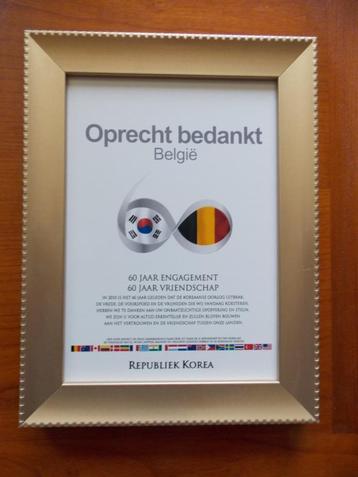 Oprecht bedankt
België
60
60 JAAR ENGAGEMENT
60 JAAR VRIENDSCHAP
IN 2010 IS HET 60 JAAR GELEDEN DAT DE KOREAANSE OORLOG UITBRAK.
DE VREDE, DE VOORSPOED EN DE VRIJHEDEN DIE WIJ VANDAAG KOESTEREN,
HEBBEN WE TE DANKEN AAN UW ONBAATZUCHTIGE OPOFFERING EN STEUN.
WE ZIJN U VOOR ALTIJD ERKENTELIJK EN ZULLEN BLIJVEN BOUWEN
AAN HET VERTROUWEN EN DE VRIENDSCHAP TUSSEN ONZE LANDEN.
REPUBLIEK KOREA